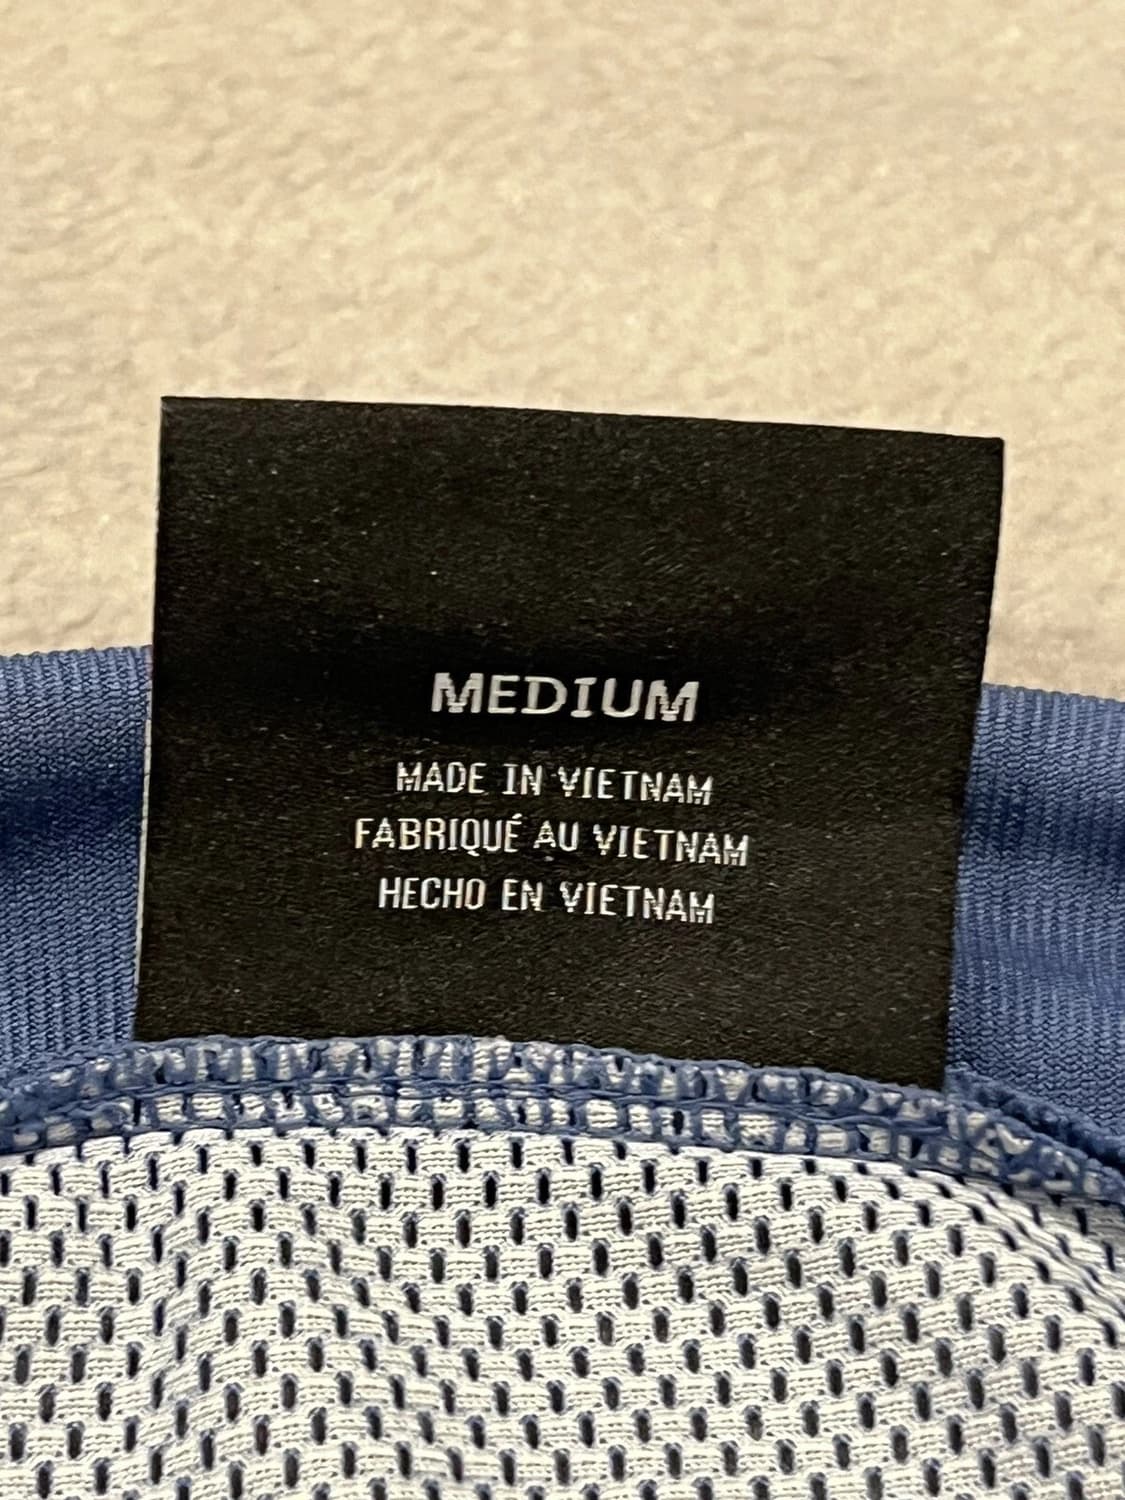 MEDIUM
MADE IN VIETNAM
FABRIQUÉ AU VIETNAM
HECHO EN VIETNAM